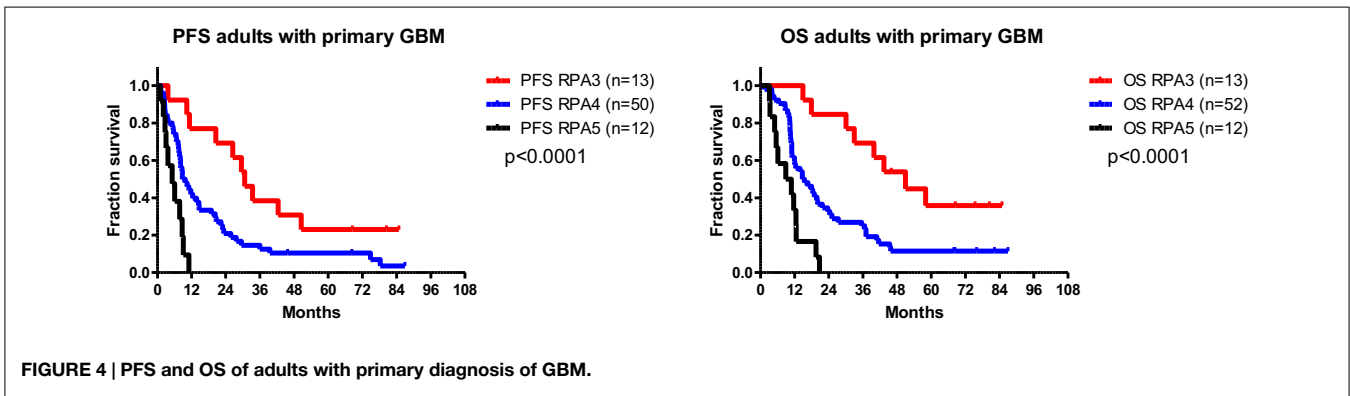 PFS adults with primary GBM
Fraction survival
1.0
0.8
0.6
0.4
0.2
0.0
0 12 24 36 48 60 72 84 96 108
Months
PFS RPA3 (n=13)
PFS RPA4 (n=50)
PFS RPA5 (n=12)
p<0.0001
OS adults with primary GBM
Fraction survival
1.0
0.8
0.6
0.4
0.2
0.0
0 12 24 36 48 60 72 84 96 108
Months
OS RPA3 (n=13)
OS RPA4 (n=52)
OS RPA5 (n=12)
p<0.0001
FIGURE 4 | PFS and OS of adults with primary diagnosis of GBM.